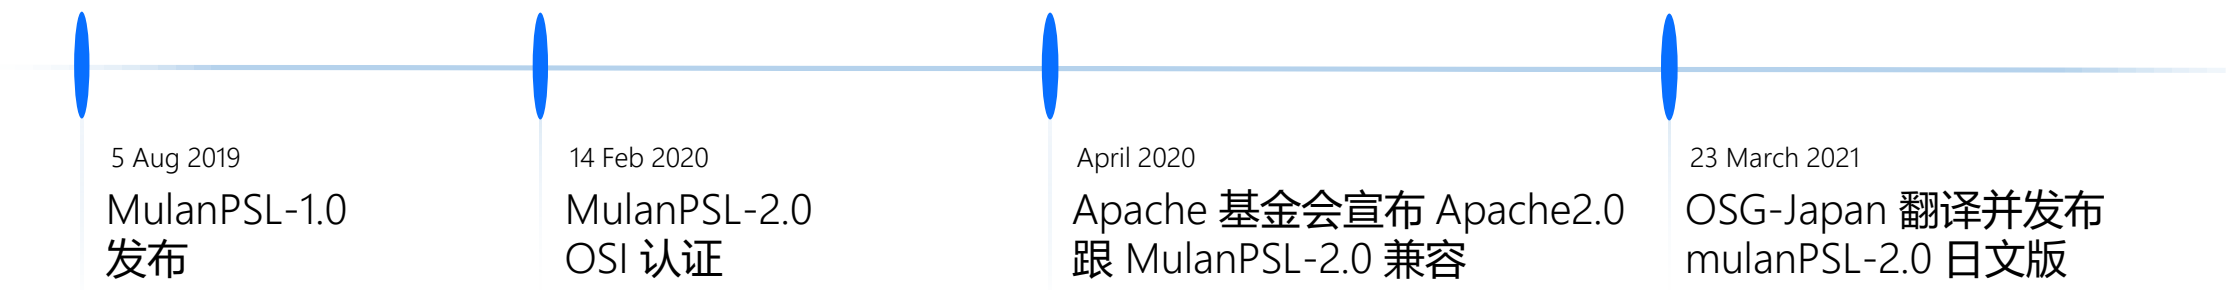 5 Aug 2019
MulanPSL-1.0
发布
14 Feb 2020
MulanPSL-2.0
OSI 认证
April 2020
Apache 基金会宣布 Apache2.0
跟 MulanPSL-2.0 兼容
23 March 2021
OSG-Japan 翻译并发布
mulanPSL-2.0 日文版